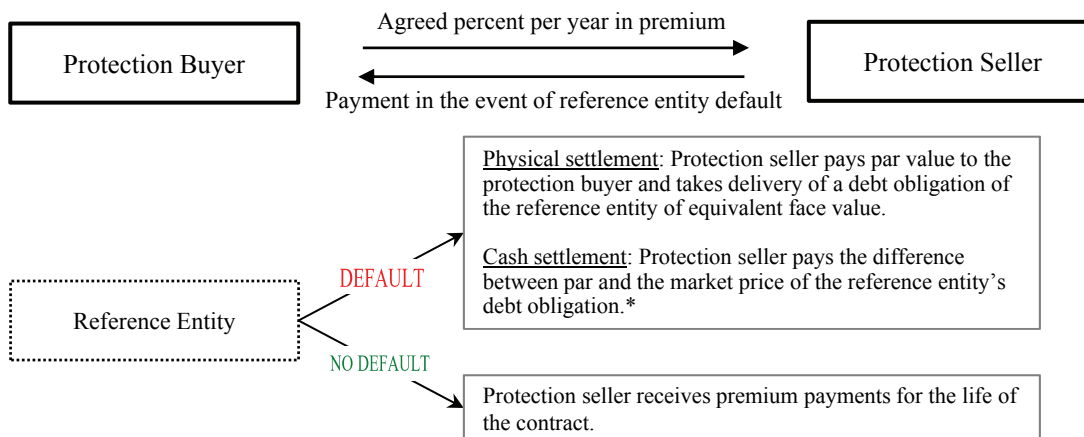 Agreed percent per year in premium
Protection Buyer
Protection Seller
Payment in the event of reference entity default
Physical settlement: Protection seller pays par value to the
protection buyer and takes delivery of a debt obligation of
the reference entity of equivalent face value.
Cash settlement: Protection seller pays the difference
between par and the market price of the reference entity’s
debt obligation.*
DEFAULT
Reference Entity
NO DEFAULT
Protection seller receives premium payments for the life of
the contract.